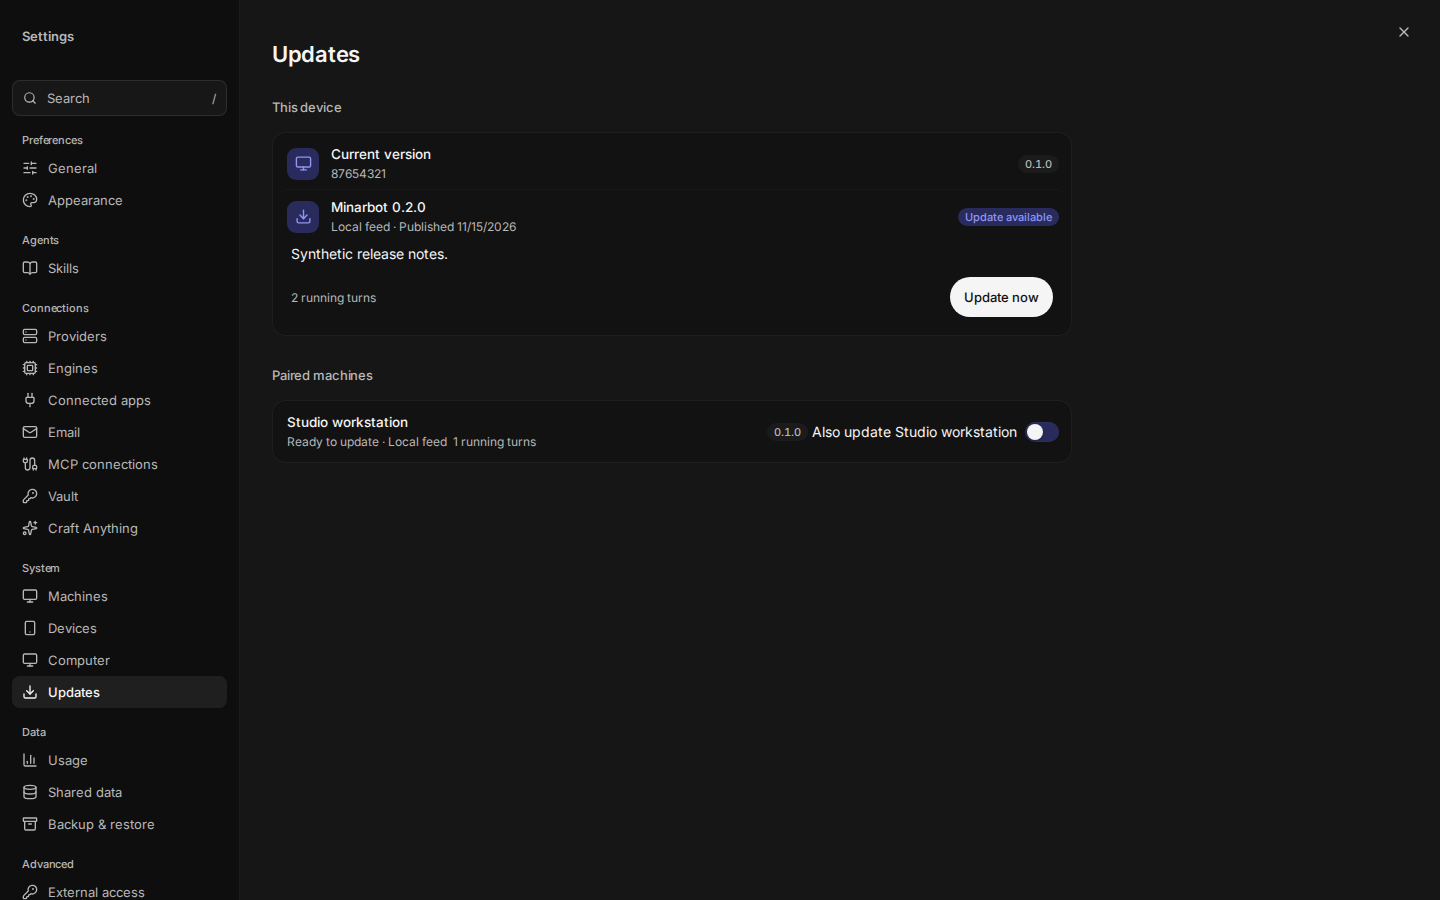 Settings
Search /
Preferences
General
Appearance
Agents
Skills
Connections
Providers
Engines
Connected apps
Email
MCP connections
Vault
Craft Anything
System
Machines
Devices
Computer
Updates
Data
Usage
Shared data
Backup & restore
Advanced
External access
Updates
This device
Current version
87654321
0.1.0
Minarbot 0.2.0
Local feed · Published 11/15/2026
Update available
Synthetic release notes.
2 running turns
Update now
Paired machines
Studio workstation
Ready to update · Local feed 1 running turns
0.1.0 Also update Studio workstation